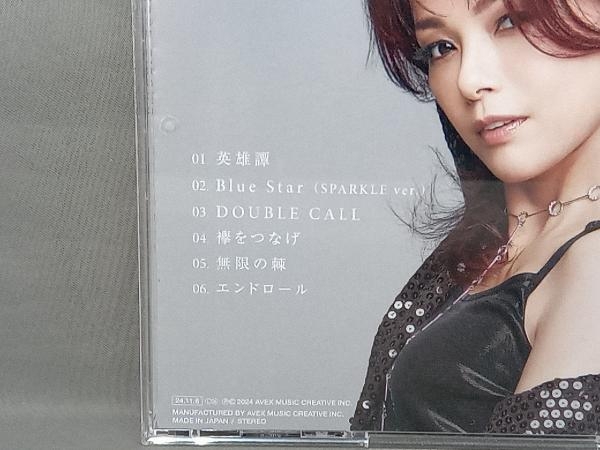 01 英雄譚
02. Blue Star (SPARKLE ver.)
03 DOUBLE CALL
04 襷をつなげ
05. 無限の棘
06. エンドロール
24.11.6 Ⓟ© 2024 AVEX MUSIC CREATIVE INC.
MANUFACTURED BY AVEX MUSIC CREATIVE INC.
MADE IN JAPAN / STEREO